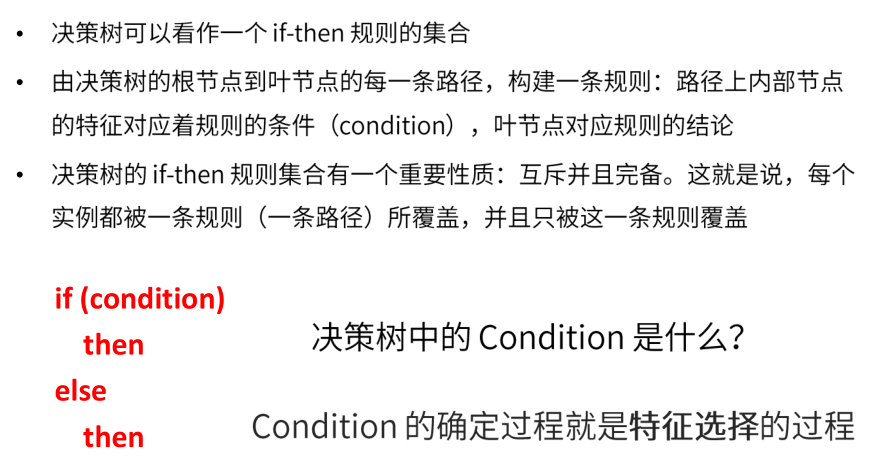 • 决策树可以看作一个 if-then 规则的集合
• 由决策树的根节点到叶节点的每一条路径，构建一条规则：路径上内部节点
的特征对应着规则的条件（condition），叶节点对应规则的结论
• 决策树的 if-then 规则集合有一个重要性质：互斥并且完备。这就是说，每个
实例都被一条规则（一条路径）所覆盖，并且只被这一条规则覆盖
if (condition)
then
else
then
决策树中的 Condition 是什么？
Condition 的确定过程就是特征选择的过程